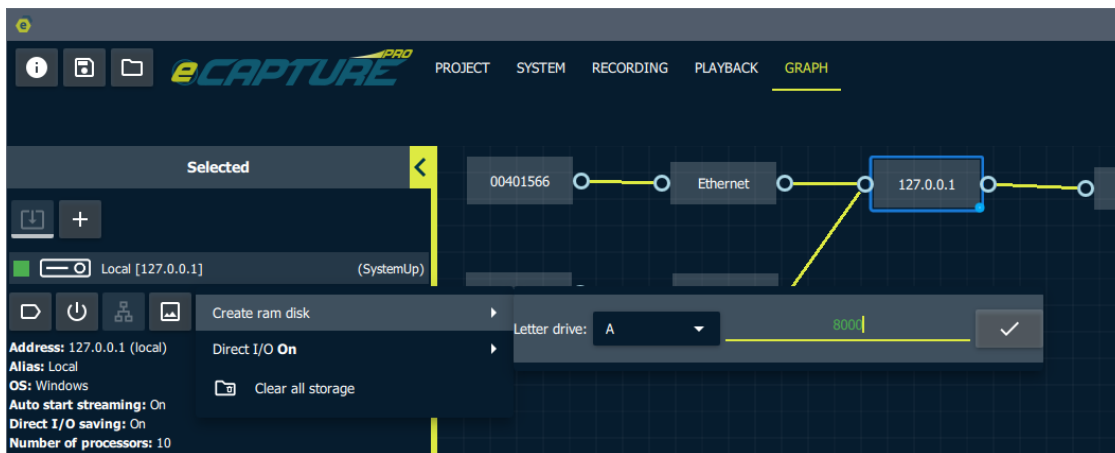 e
eCAPTURE PRO
PROJECT SYSTEM RECORDING PLAYBACK GRAPH
Selected
00401566 Ethernet 127.0.0.1
Local [127.0.0.1] (SystemUp)
Create ram disk
Letter drive: A 8000
Address: 127.0.0.1 (local)
Direct I/O On
Alias: Local
OS: Windows
Clear all storage
Auto start streaming: On
Direct I/O saving: On
Number of processors: 10